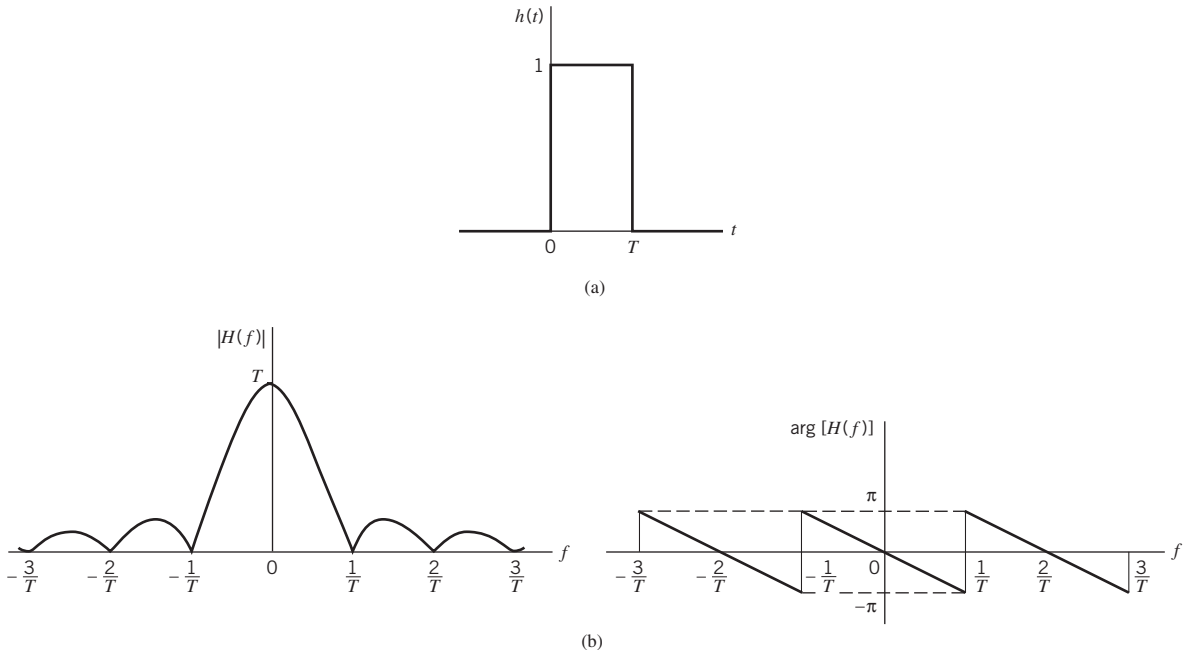 h(t)
1
0 T t
(a)
|H(f)|
T
-3/T -2/T -1/T 0 1/T 2/T 3/T f
arg [H(f)]
π
-3/T -2/T -1/T 0 1/T 2/T 3/T f
-π
(b)